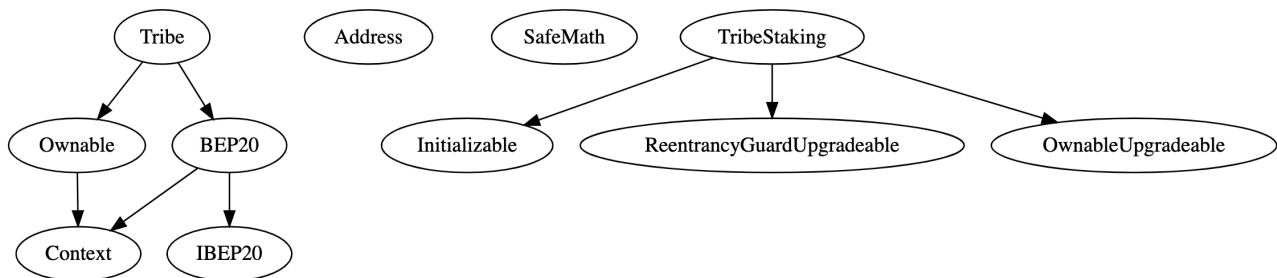 Tribe
Address
SafeMath
TribeStaking
Ownable
BEP20
Initializable
ReentrancyGuardUpgradeable
OwnableUpgradeable
Context
IBEP20